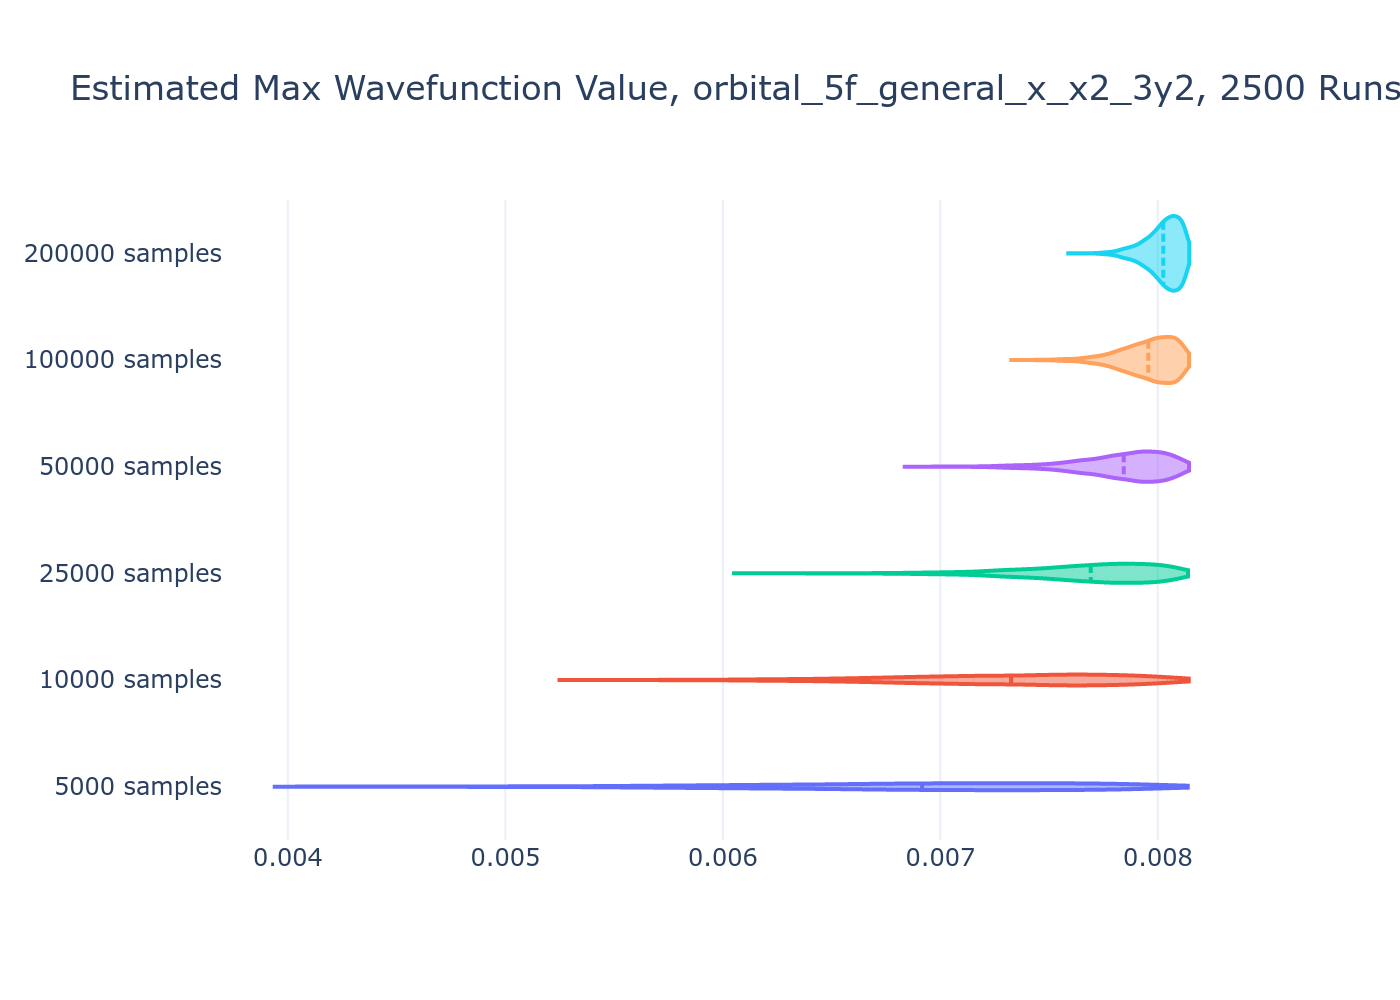 Estimated Max Wavefunction Value, orbital_5f_general_x_x2_3y2, 2500 Runs
200000 samples
100000 samples
50000 samples
25000 samples
10000 samples
5000 samples
0.004 0.005 0.006 0.007 0.008